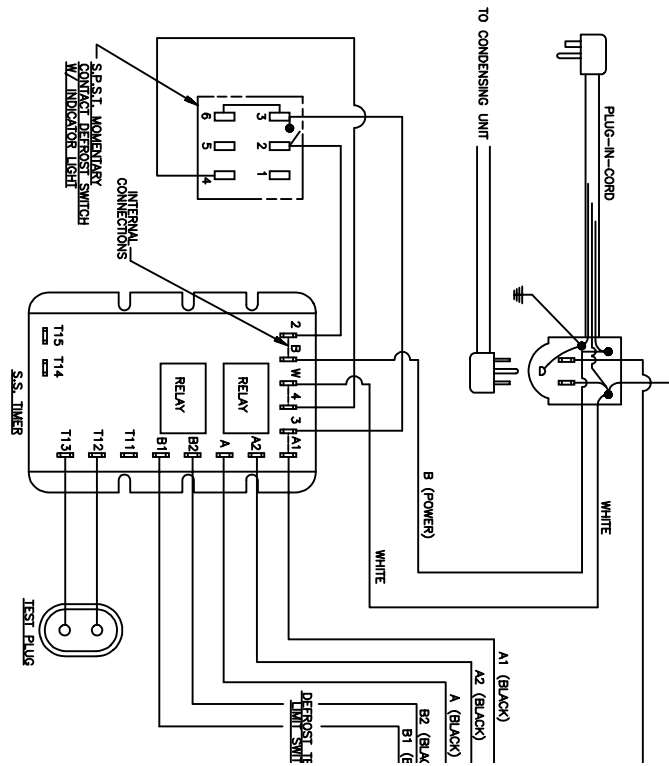 TO CONDENSING UNIT
PLUG-IN-CORD
S.P.S.T. MOMENTARY
CONTACT DEFROST SWITCH
W/ INDICATOR LIGHT
6
3
5
2
4
1
INTERNAL
CONNECTIONS
T15
T14
2
B
W
4
3
A1
RELAY
RELAY
S.S. TIMER
T13
T12
T11
B1
B2
A
A2
B (POWER)
WHITE
WHITE
TEST PLUG
A1 (BLACK)
A2 (BLACK)
A (BLACK)
DEFROST
B2
B1
LIMIT